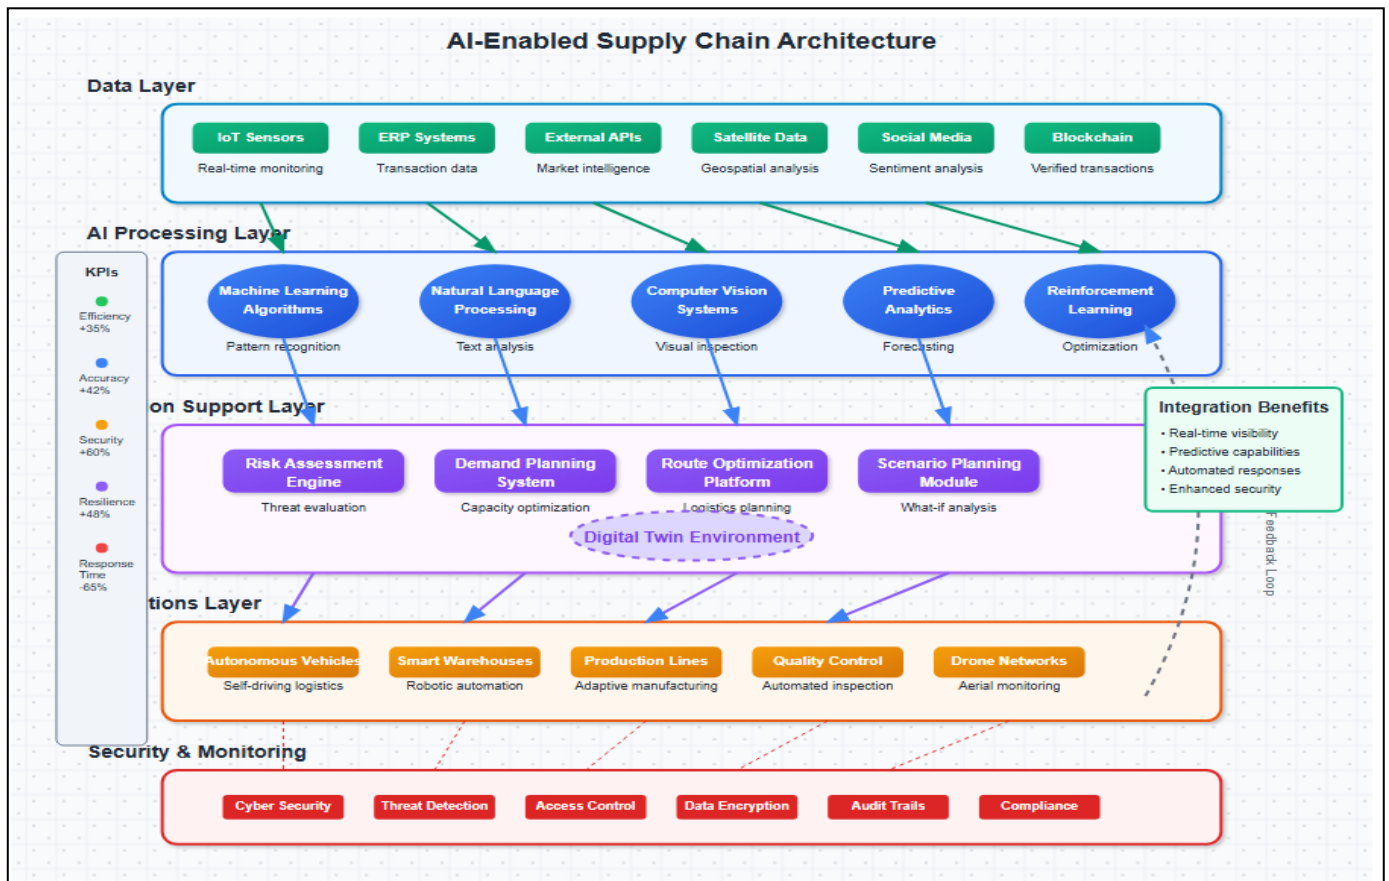 AI-Enabled Supply Chain Architecture
Data Layer
IoT Sensors
ERP Systems
External APIs
Satellite Data
Social Media
Blockchain
Real-time monitoring
Transaction data
Market intelligence
Geospatial analysis
Sentiment analysis
Verified transactions
AI Processing Layer
KPIs
Efficiency
+35%
Accuracy
+42%
Security
+60%
Resilience
+48%
Response
Time
-65%
Machine Learning
Algorithms
Natural Language
Processing
Computer Vision
Systems
Predictive
Analytics
Reinforcement
Learning
Pattern recognition
Text analysis
Visual inspection
Forecasting
Optimization
on Support Layer
Integration Benefits
• Real-time visibility
• Predictive capabilities
• Automated responses
• Enhanced security
Risk Assessment
Engine
Demand Planning
System
Route Optimization
Platform
Scenario Planning
Module
Threat evaluation
Capacity optimization
Logistics planning
What-if analysis
Digital Twin Environment
Feedback Loop
tions Layer
Autonomous Vehicles
Smart Warehouses
Production Lines
Quality Control
Drone Networks
Self-driving logistics
Robotic automation
Adaptive manufacturing
Automated inspection
Aerial monitoring
Security & Monitoring
Cyber Security
Threat Detection
Access Control
Data Encryption
Audit Trails
Compliance